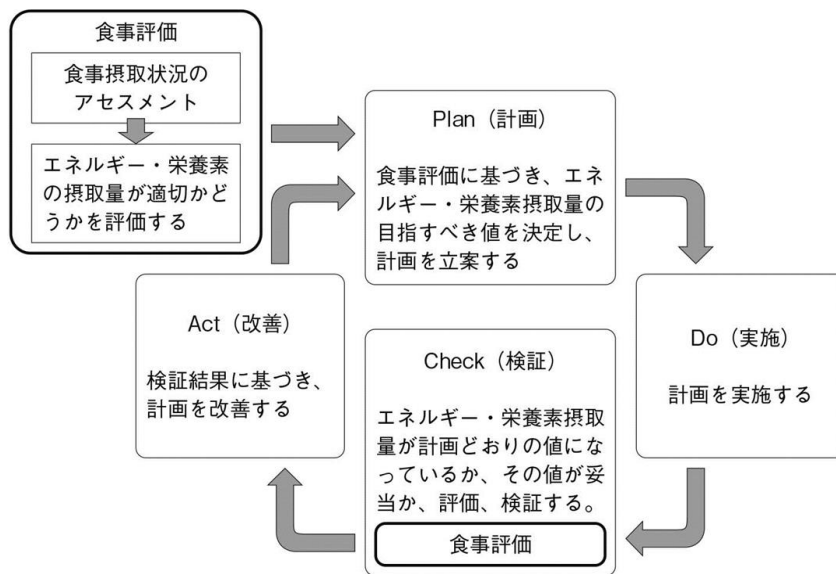 食事評価
食事摂取状況の
アセスメント
エネルギー・栄養素
の摂取量が適切かど
うかを評価する
Plan（計画）
食事評価に基づき、エネ
ルギー・栄養素摂取量の
目指すべき値を決定し、
計画を立案する
Do（実施）
計画を実施する
Check（検証）
エネルギー・栄養素摂取
量が計画どおりの値にな
っているか、その値が妥
当か、評価、検証する。
食事評価
Act（改善）
検証結果に基づき、
計画を改善する